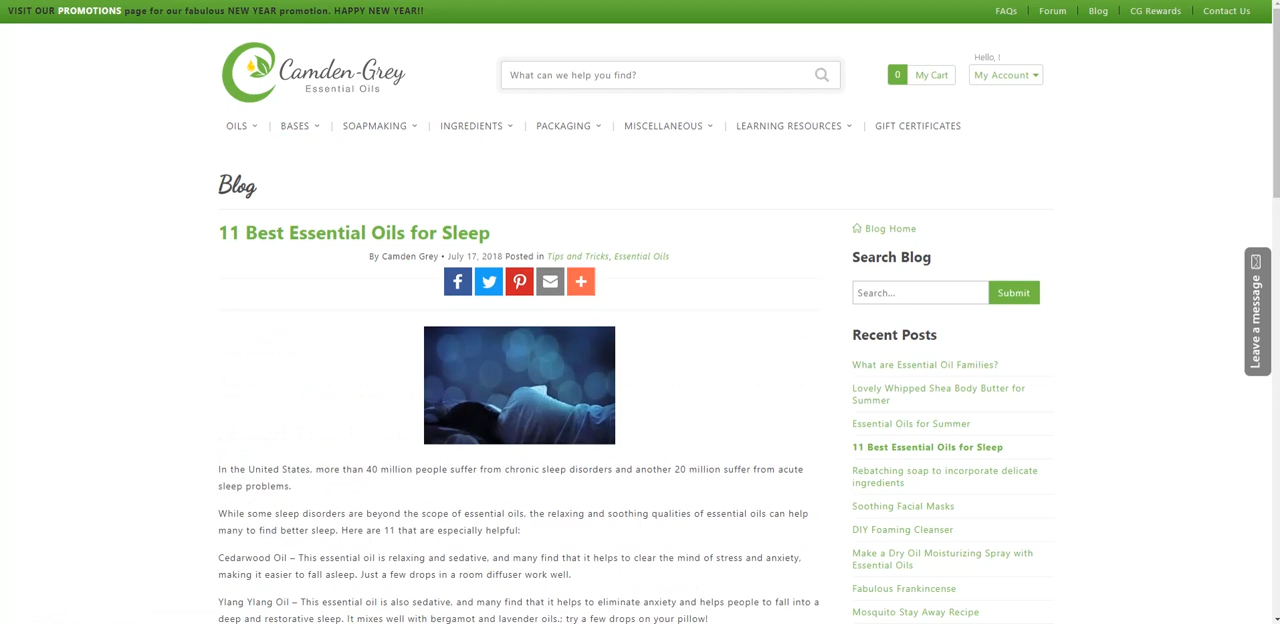 VISIT OUR PROMOTIONS page for our fabulous NEW YEAR promotion. HAPPY NEW YEAR!!
FAQs | Forum | Blog | CG Rewards | Contact Us
Camden-Grey
Essential Oils
What can we help you find?
0 My Cart
Hello, !
My Account
OILS | BASES | SOAPMAKING | INGREDIENTS | PACKAGING | MISCELLANEOUS | LEARNING RESOURCES | GIFT CERTIFICATES
Blog
11 Best Essential Oils for Sleep
By Camden Grey • July 17, 2018 Posted in Tips and Tricks, Essential Oils
In the United States, more than 40 million people suffer from chronic sleep disorders and another 20 million suffer from acute
sleep problems.
While some sleep disorders are beyond the scope of essential oils, the relaxing and soothing qualities of essential oils can help
many to find better sleep. Here are 11 that are especially helpful:
Cedarwood Oil – This essential oil is relaxing and sedative, and many find that it helps to clear the mind of stress and anxiety,
making it easier to fall asleep. Just a few drops in a room diffuser work well.
Ylang Ylang Oil – This essential oil is also sedative, and many find that it helps to eliminate anxiety and helps people to fall into a
deep and restorative sleep. It mixes well with bergamot and lavender oils.; try a few drops on your pillow!
Blog Home
Search Blog
Search...
Submit
Recent Posts
What are Essential Oil Families?
Lovely Whipped Shea Body Butter for
Summer
Essential Oils for Summer
11 Best Essential Oils for Sleep
Rebatching soap to incorporate delicate
ingredients
Soothing Facial Masks
DIY Foaming Cleanser
Make a Dry Oil Moisturizing Spray with
Essential Oils
Fabulous Frankincense
Mosquito Stay Away Recipe
Leave a message